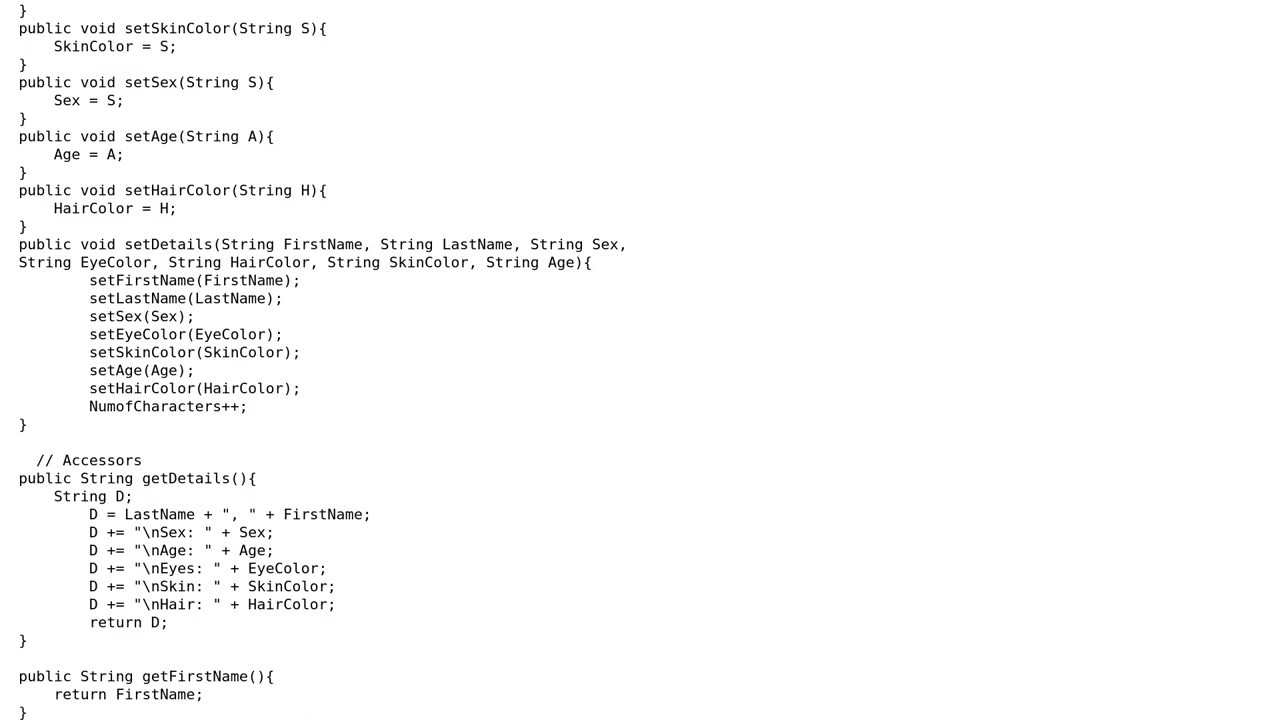 }
public void setSkinColor(String S){
    SkinColor = S;
}
public void setSex(String S){
    Sex = S;
}
public void setAge(String A){
    Age = A;
}
public void setHairColor(String H){
    HairColor = H;
}
public void setDetails(String FirstName, String LastName, String Sex,
String EyeColor, String HairColor, String SkinColor, String Age){
        setFirstName(FirstName);
        setLastName(LastName);
        setSex(Sex);
        setEyeColor(EyeColor);
        setSkinColor(SkinColor);
        setAge(Age);
        setHairColor(HairColor);
        NumofCharacters++;
}

  // Accessors
public String getDetails(){
    String D;
        D = LastName + ", " + FirstName;
        D += "\nSex: " + Sex;
        D += "\nAge: " + Age;
        D += "\nEyes: " + EyeColor;
        D += "\nSkin: " + SkinColor;
        D += "\nHair: " + HairColor;
        return D;
}

public String getFirstName(){
    return FirstName;
}